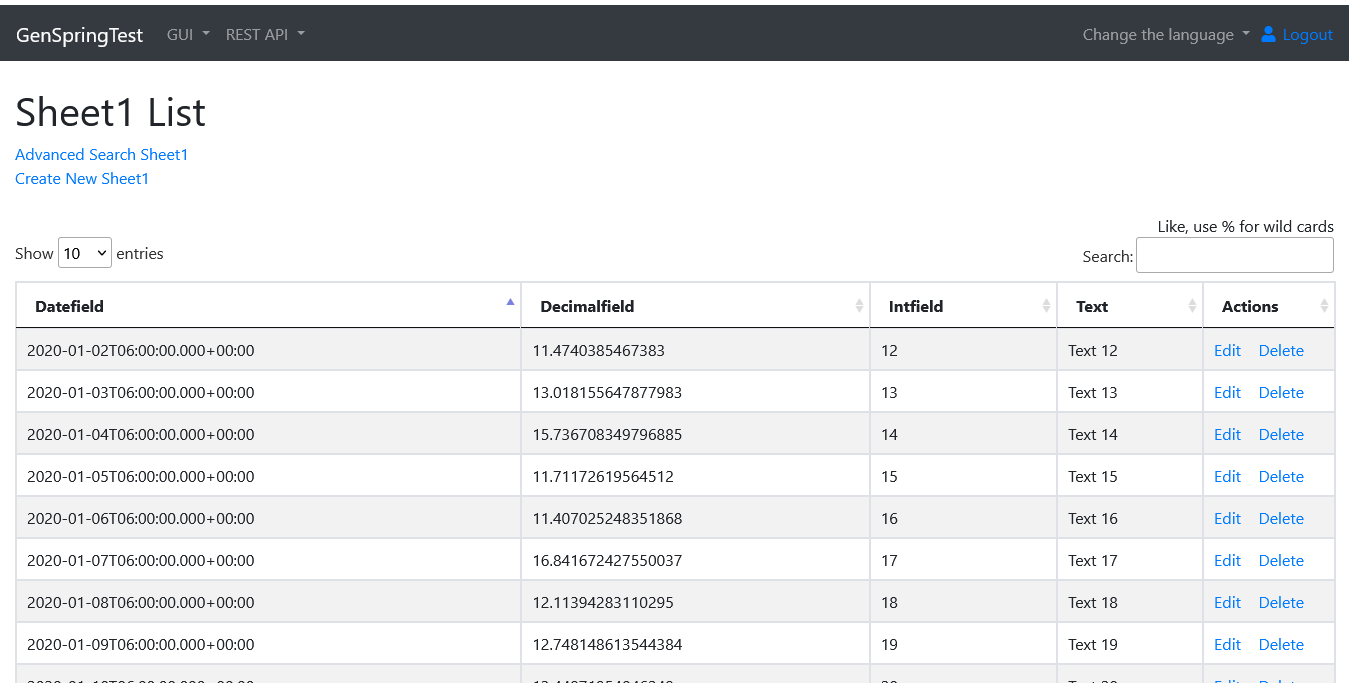 GenSpringTest GUI REST API Change the language Logout
Sheet1 List
Advanced Search Sheet1
Create New Sheet1
Like, use % for wild cards
Show 10 entries Search:
Datefield Decimalfield Intfield Text Actions
2020-01-02T06:00:00.000+00:00 11.4740385467383 12 Text 12 Edit Delete
2020-01-03T06:00:00.000+00:00 13.018155647877983 13 Text 13 Edit Delete
2020-01-04T06:00:00.000+00:00 15.736708349796885 14 Text 14 Edit Delete
2020-01-05T06:00:00.000+00:00 11.71172619564512 15 Text 15 Edit Delete
2020-01-06T06:00:00.000+00:00 11.407025248351868 16 Text 16 Edit Delete
2020-01-07T06:00:00.000+00:00 16.841672427550037 17 Text 17 Edit Delete
2020-01-08T06:00:00.000+00:00 12.11394283110295 18 Text 18 Edit Delete
2020-01-09T06:00:00.000+00:00 12.748148613544384 19 Text 19 Edit Delete